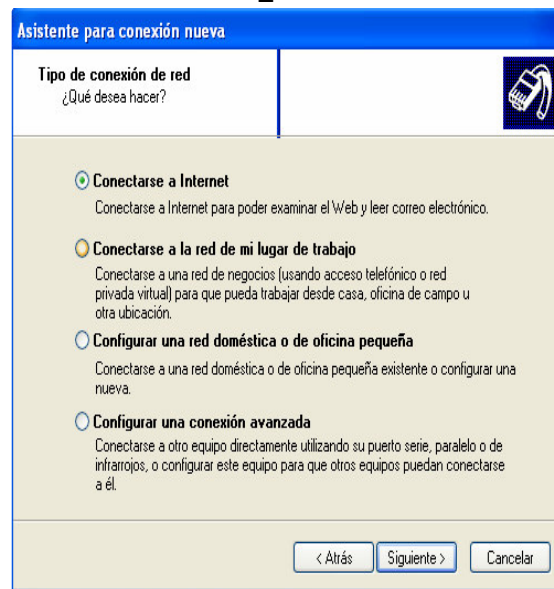 Asistente para conexión nueva
Tipo de conexión de red
¿Qué desea hacer?
Conectarse a Internet
Conectarse a Internet para poder examinar el Web y leer correo electrónico.
Conectarse a la red de mi lugar de trabajo
Conectarse a una red de negocios (usando acceso telefónico o red
privada virtual) para que pueda trabajar desde casa, oficina de campo u
otra ubicación.
Configurar una red doméstica o de oficina pequeña
Conectarse a una red doméstica o de oficina pequeña existente o configurar una
nueva.
Configurar una conexión avanzada
Conectarse a otro equipo directamente utilizando su puerto serie, paralelo o de
infrarrojos, o configurar este equipo para que otros equipos puedan conectarse
a él.
< Atrás Siguiente > Cancelar